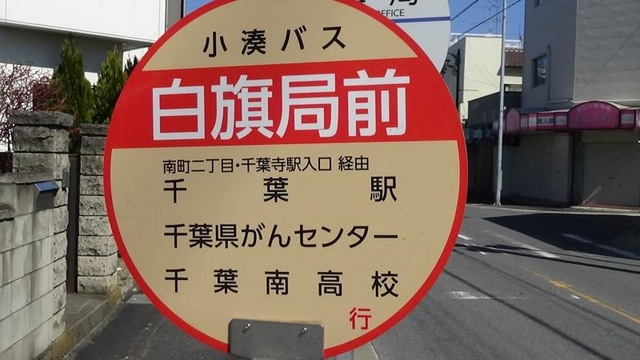 小湊バス
白旗局前
南町二丁目・千葉寺駅入口 経由
千葉駅
千葉県がんセンター
千葉南高校
行
OFFICE